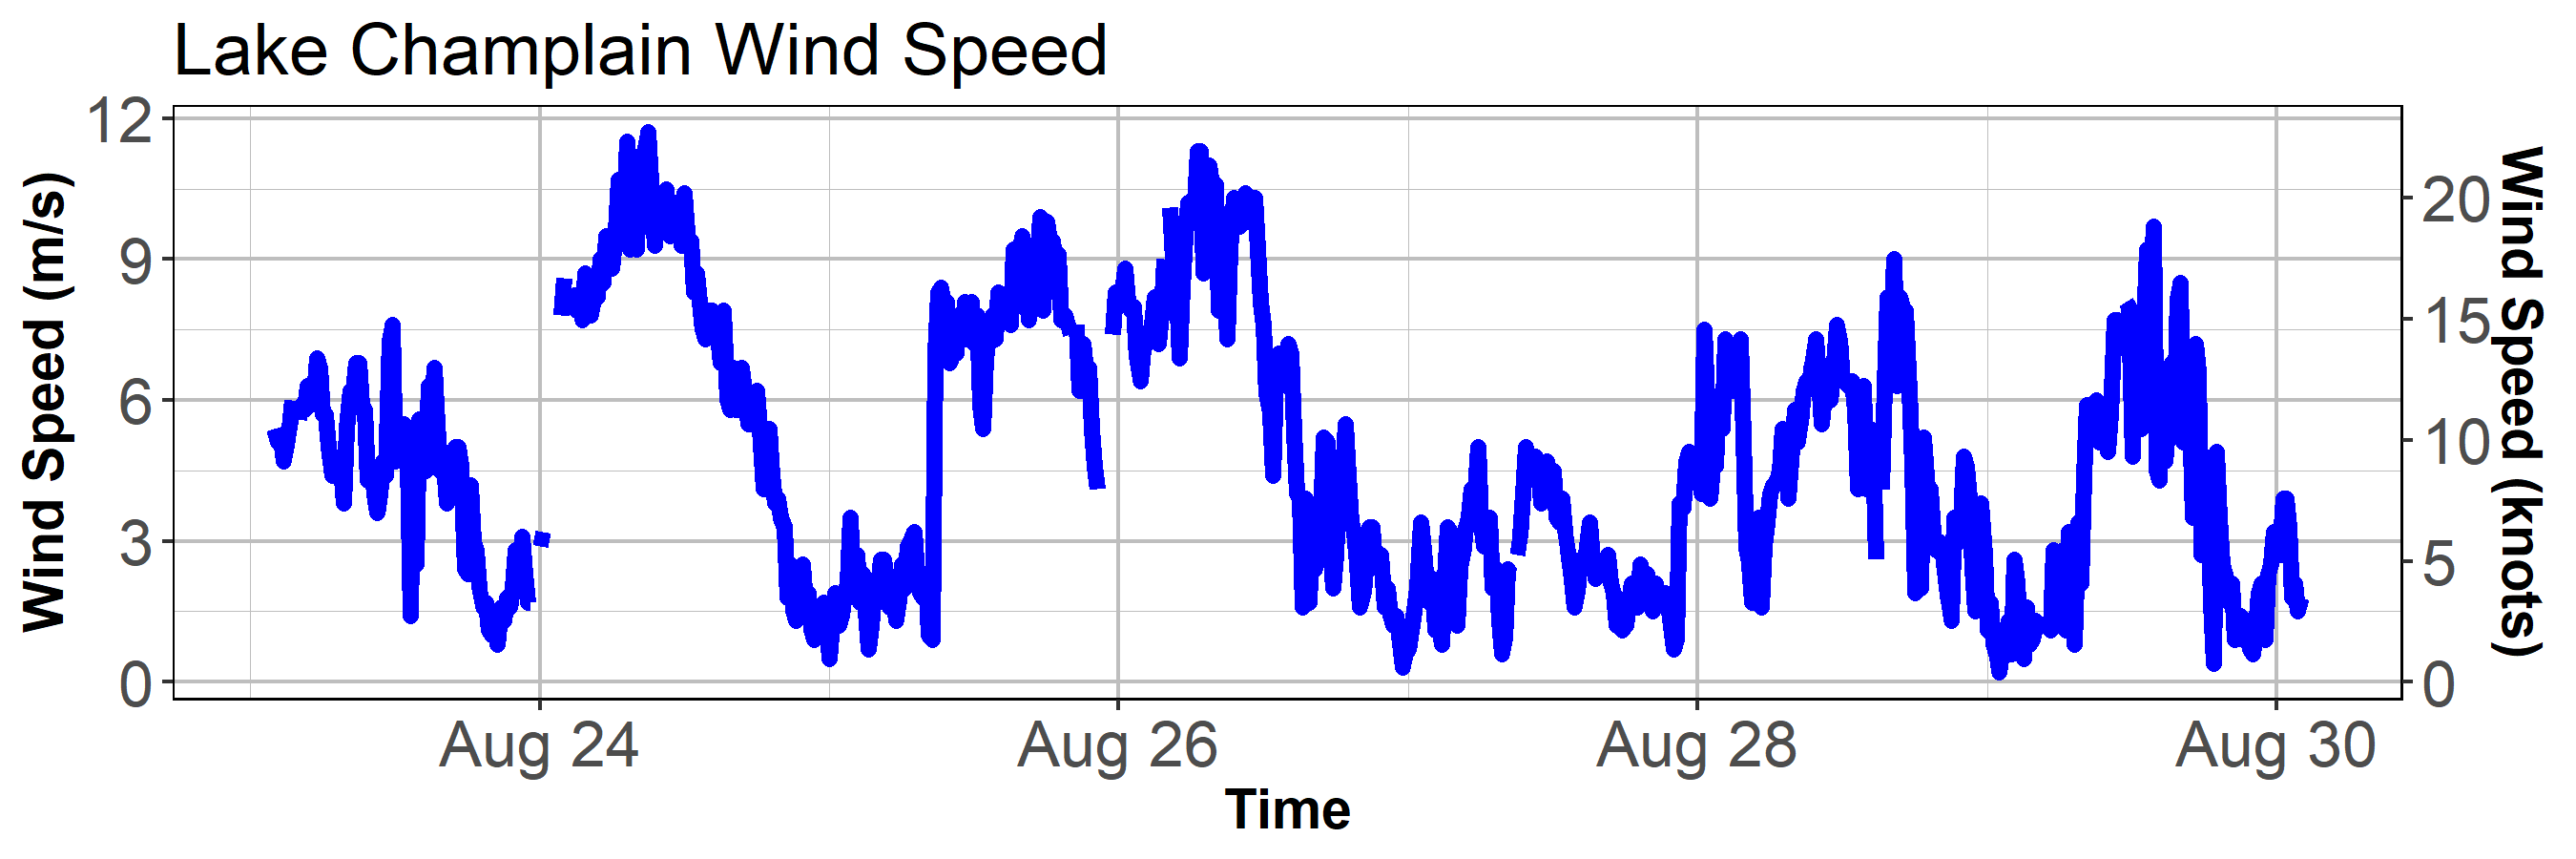 Lake Champlain Wind Speed
Wind Speed (m/s)
12
9
6
3
0
20
15
10
5
0
Wind Speed (knots)
Aug 24 Aug 26 Aug 28 Aug 30
Time